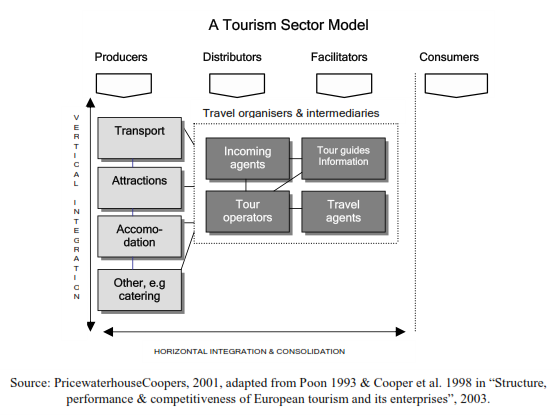 A Tourism Sector Model
Producers
Distributors
Facilitators
Consumers
VERTICAL INTEGRATION
Travel organisers & intermediaries
Transport
Attractions
Accomo-
dation
Other, e.g
catering
Incoming
agents
Tour guides
Information
Tour
operators
Travel
agents
HORIZONTAL INTEGRATION & CONSOLIDATION
Source: PricewaterhouseCoopers, 2001, adapted from Poon 1993 & Cooper et al. 1998 in “Structure,
performance & competitiveness of European tourism and its enterprises”, 2003.